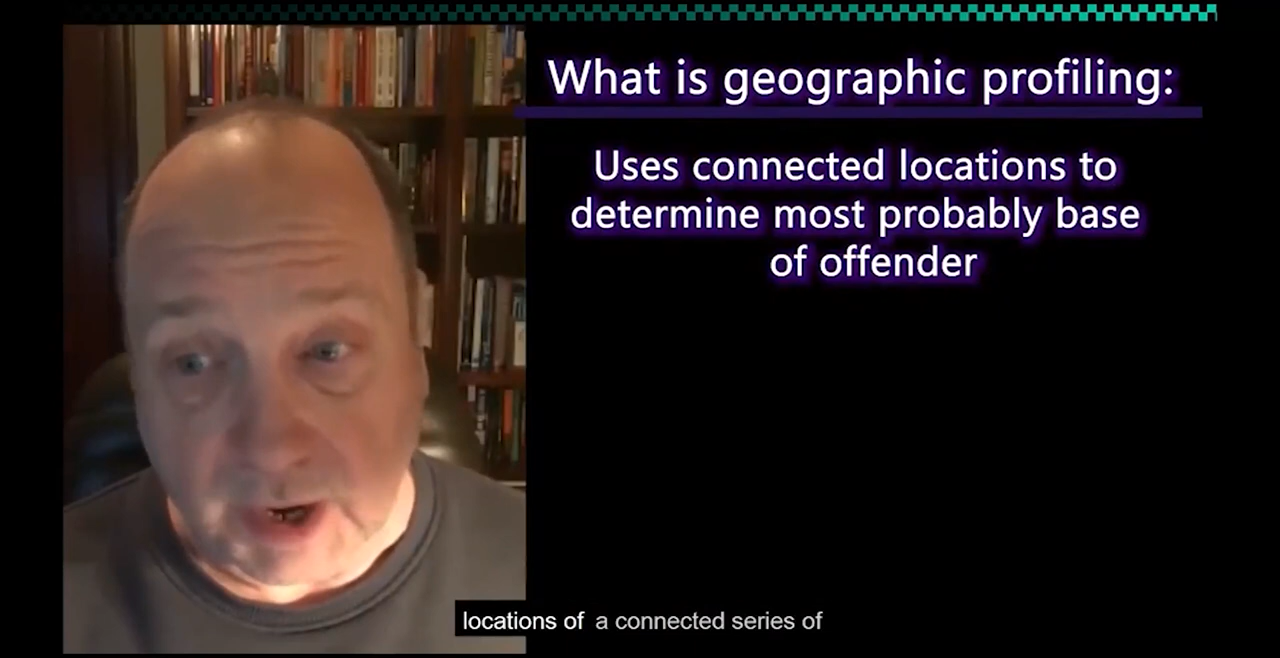 What is geographic profiling:
Uses connected locations to
determine most probably base
of offender
locations of a connected series of